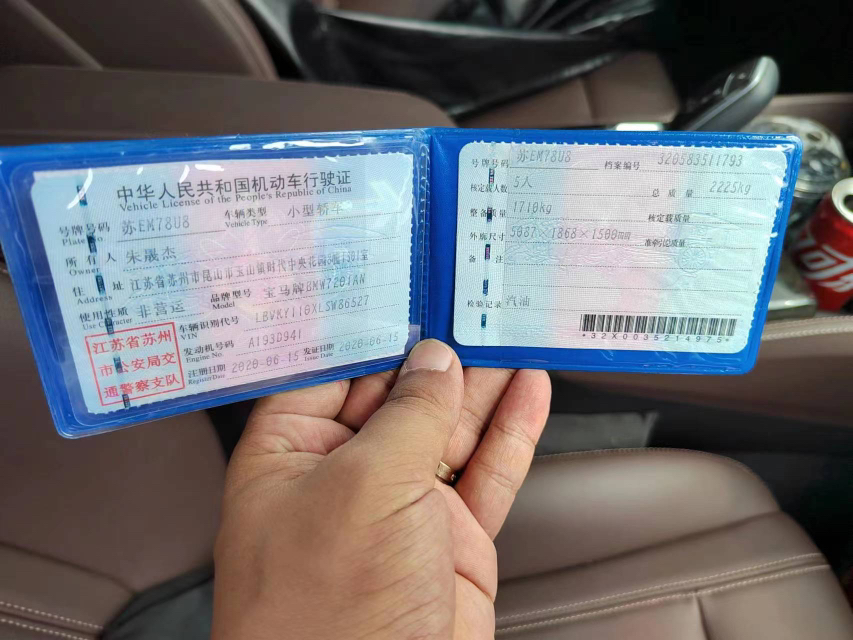 中华人民共和国机动车行驶证
Vehicle License of the People's Republic of China
号牌号码 苏EM78U8 车辆类型 小型轿车
Plate No. Vehicle Type
所有人 朱晟杰
Owner
住址 江苏省苏州市昆山市玉山镇时代中央花园
Address
使用性质 非营运 品牌型号 宝马牌BMW7201AN
Use Character Model
车辆识别代号
VIN
发动机号码 A193D941
Engine No.
注册日期 2020-06-15 发证日期 2020-06-15
Register Date Issue Date
江苏省苏州
市公安局交
通警察支队
号牌号码 苏EM78U8 档案编号 320583511793
核定载人数 5人 总质量 2225kg
整备质量 1710kg 核定载质量
外廓尺寸 5087×1868×1500mm 准牵引总质量
备注
检验记录 汽油
*32X0035214975*